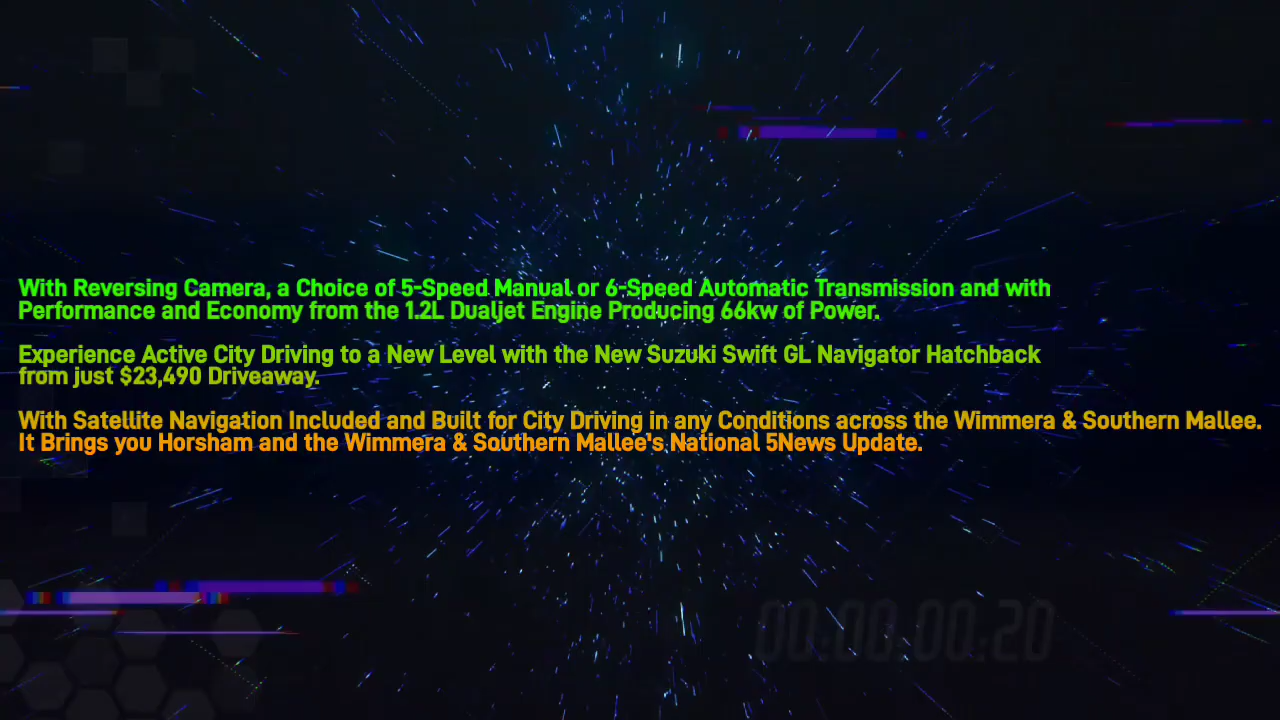 With Reversing Camera, a Choice of 5-Speed Manual or 6-Speed Automatic Transmission and with
Performance and Economy from the 1.2L Dualjet Engine Producing 66kw of Power.
Experience Active City Driving to a New Level with the New Suzuki Swift GL Navigator Hatchback
from just $23,490 Driveaway.
With Satellite Navigation Included and Built for City Driving in any Conditions across the Wimmera & Southern Mallee.
It Brings you Horsham and the Wimmera & Southern Mallee's National 5News Update.
00:00:00:20